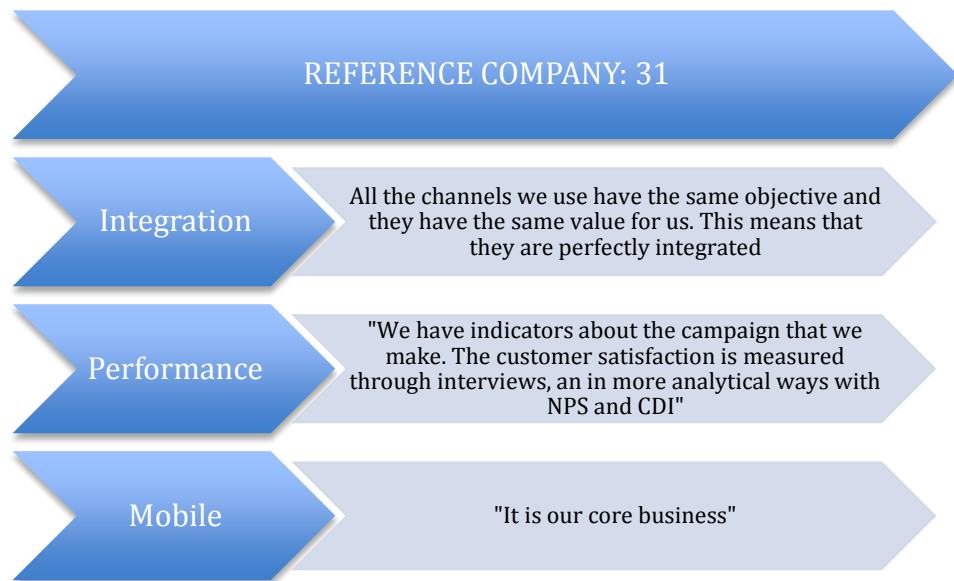 REFERENCE COMPANY: 31
Integration
All the channels we use have the same objective and
they have the same value for us. This means that
they are perfectly integrated
Performance
"We have indicators about the campaign that we
make. The customer satisfaction is measured
through interviews, an in more analytical ways with
NPS and CDI"
Mobile
"It is our core business"